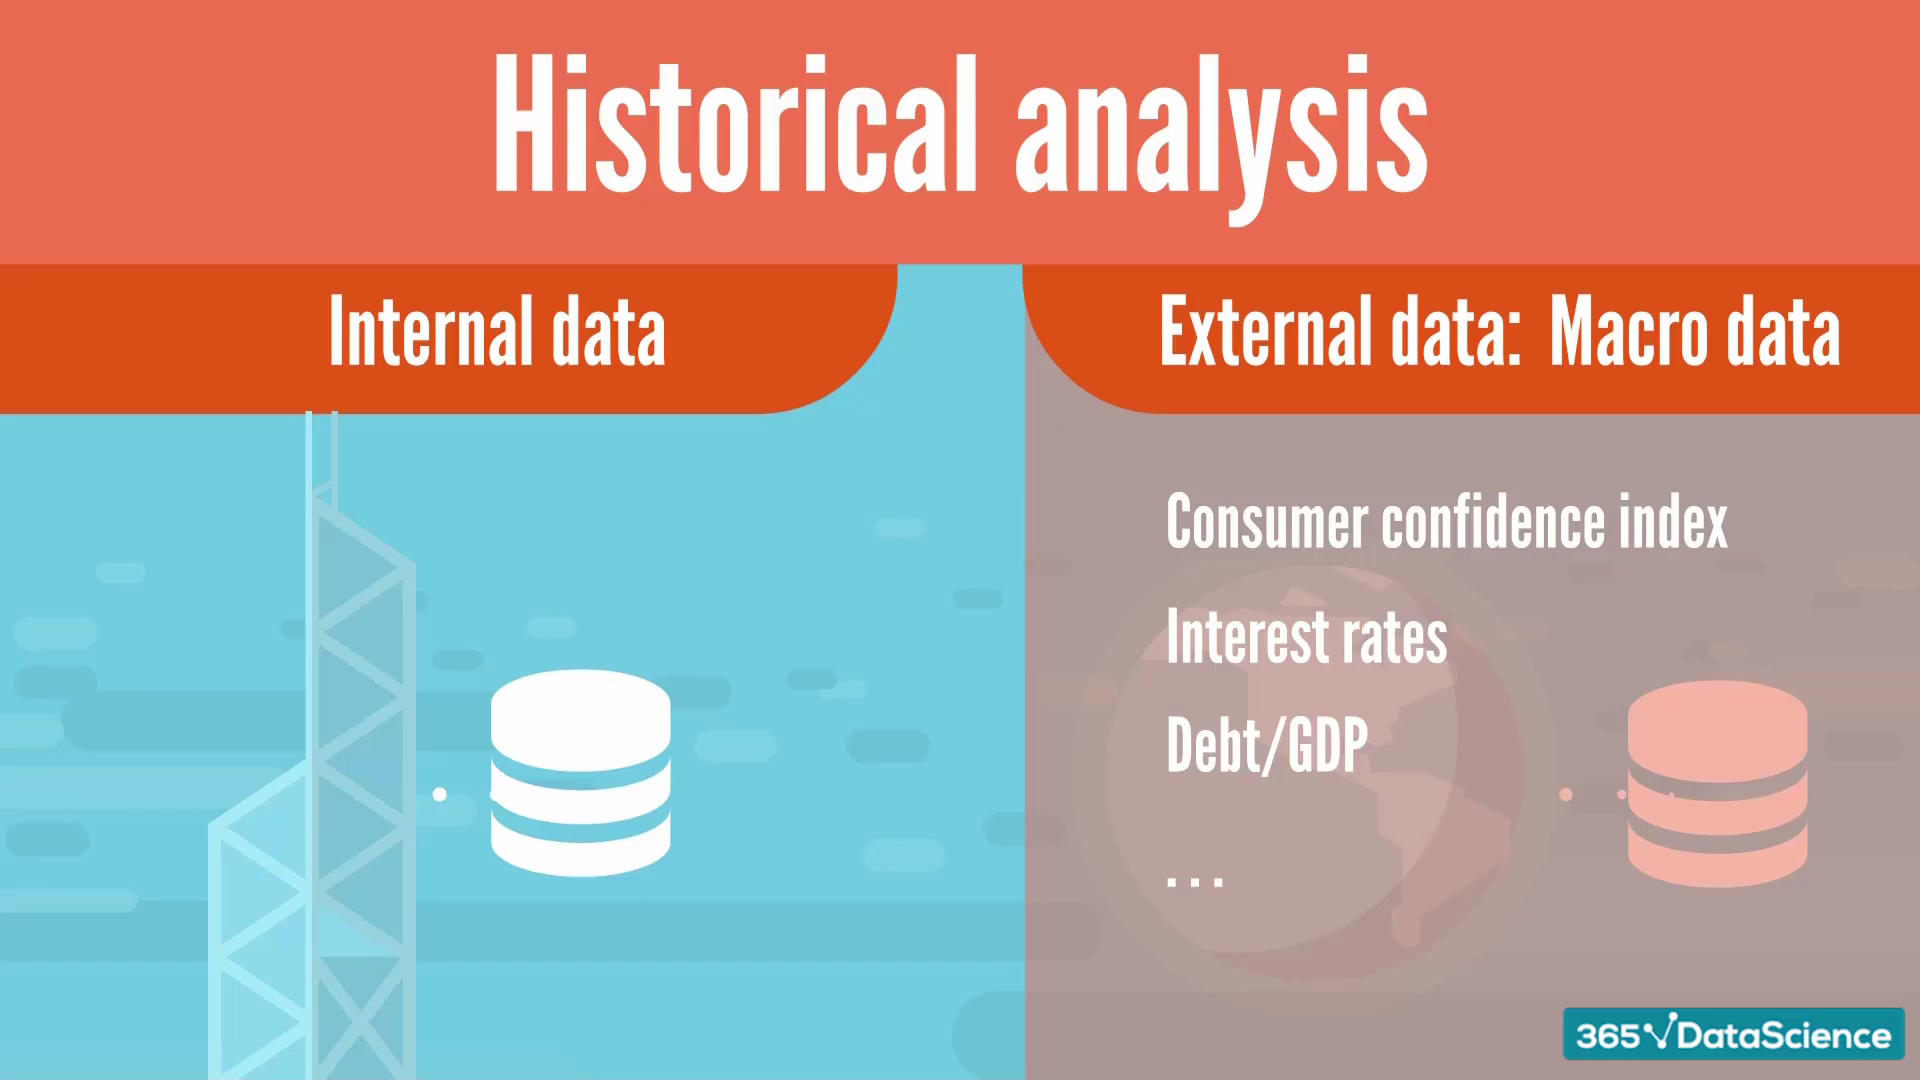 Historical analysis
Internal data
External data: Macro data
Consumer confidence index
Interest rates
Debt/GDP
...
365 DataScience